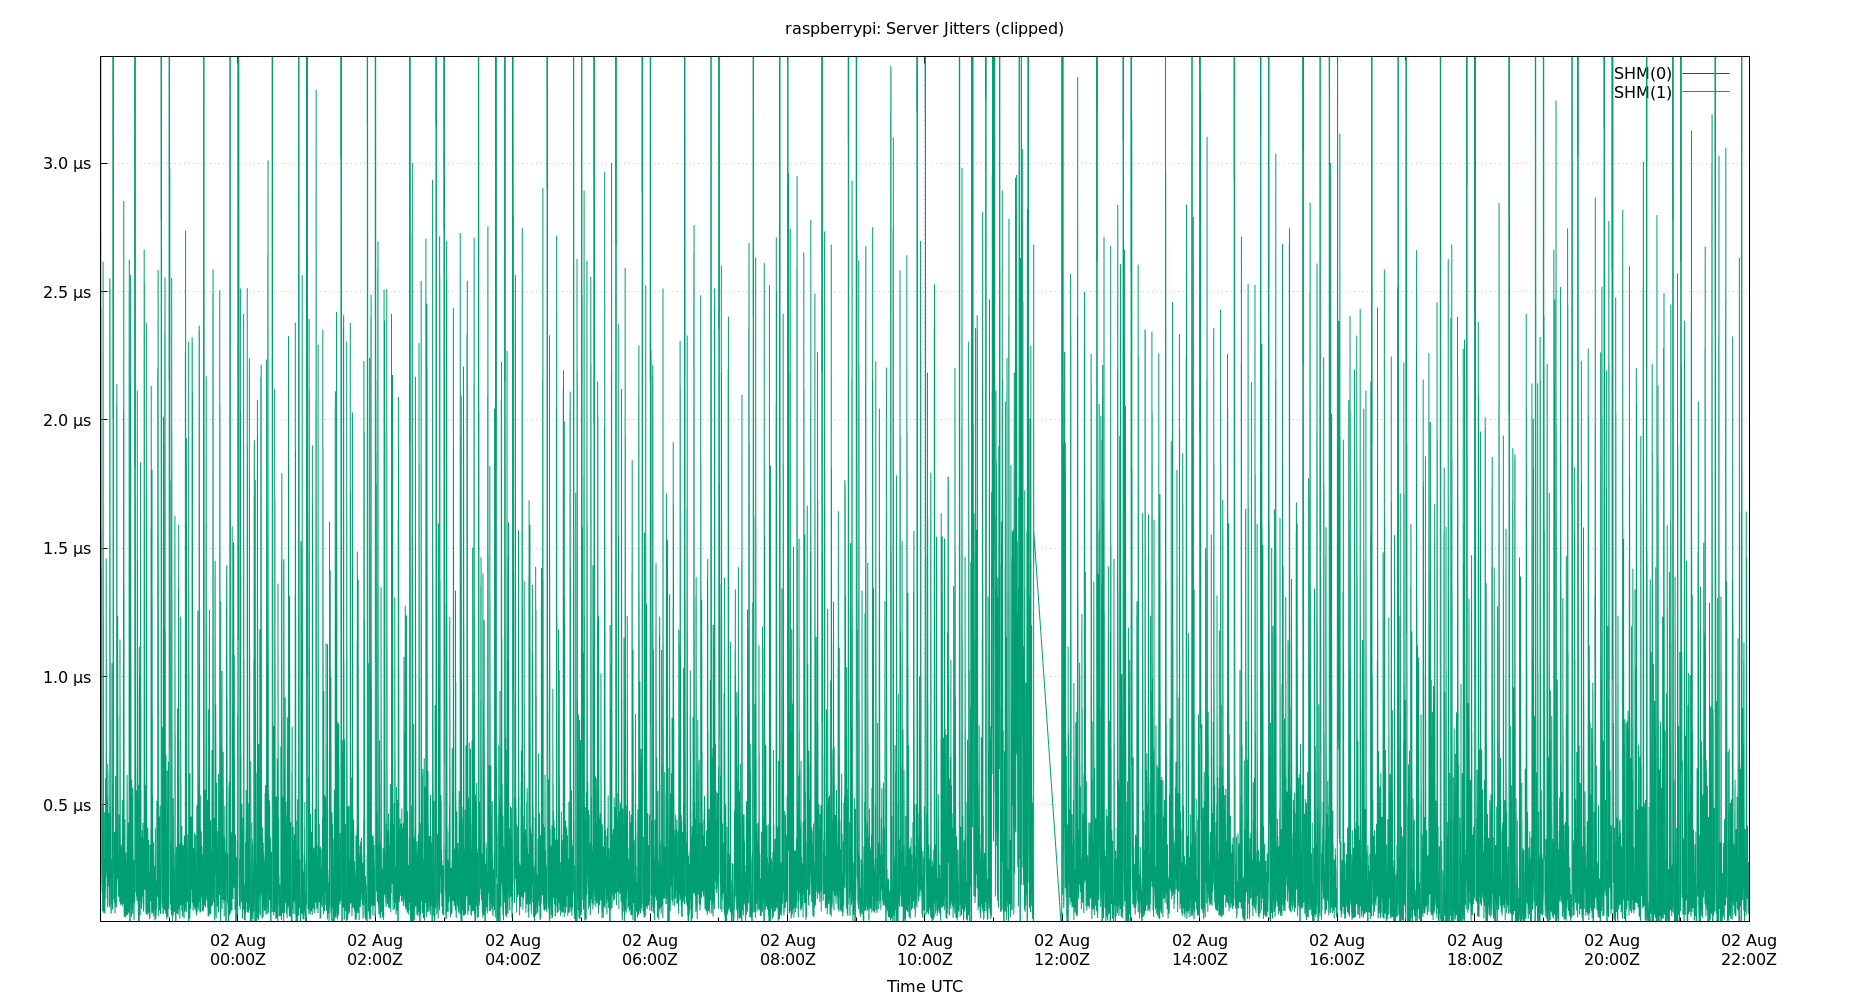 raspberrypi: Server Jitters (clipped)
SHM(0)
SHM(1)
3.0 µs
2.5 µs
2.0 µs
1.5 µs
1.0 µs
0.5 µs
02 Aug 02 Aug 02 Aug 02 Aug 02 Aug 02 Aug 02 Aug 02 Aug 02 Aug 02 Aug 02 Aug 02 Aug
00:00Z 02:00Z 04:00Z 06:00Z 08:00Z 10:00Z 12:00Z 14:00Z 16:00Z 18:00Z 20:00Z 22:00Z
Time UTC